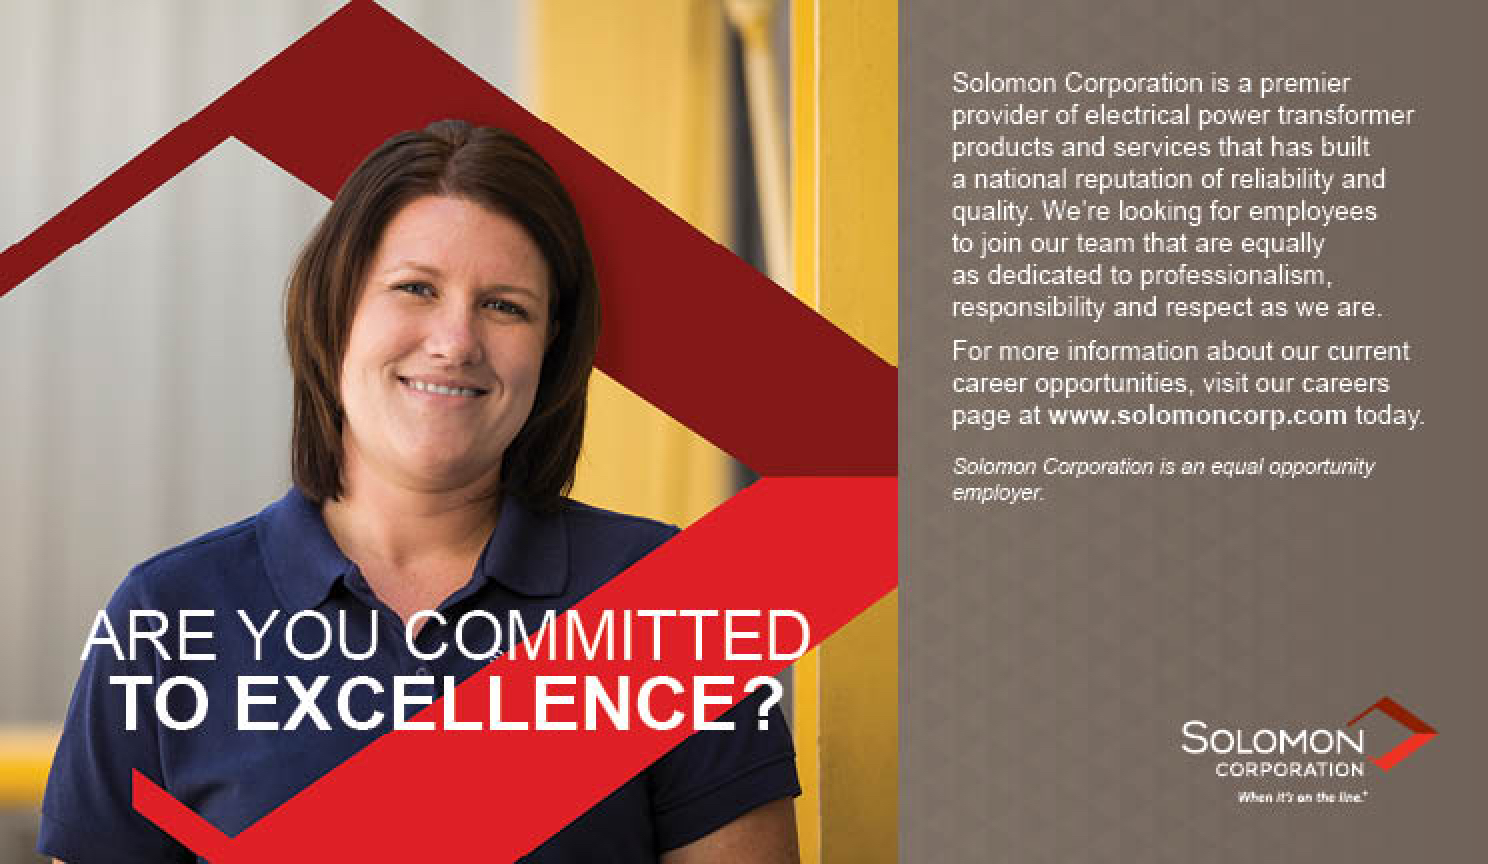 ARE YOU COMMITTED
TO EXCELLENCE?
Solomon Corporation is a premier
provider of electrical power transformer
products and services that has built
a national reputation of reliability and
quality. We're looking for employees
to join our team that are equally
as dedicated to professionalism,
responsibility and respect as we are.
For more information about our current
career opportunities, visit our careers
page at www.solomoncorp.com today.
Solomon Corporation is an equal opportunity
employer.
SOLOMON
CORPORATION
When it's on the line.